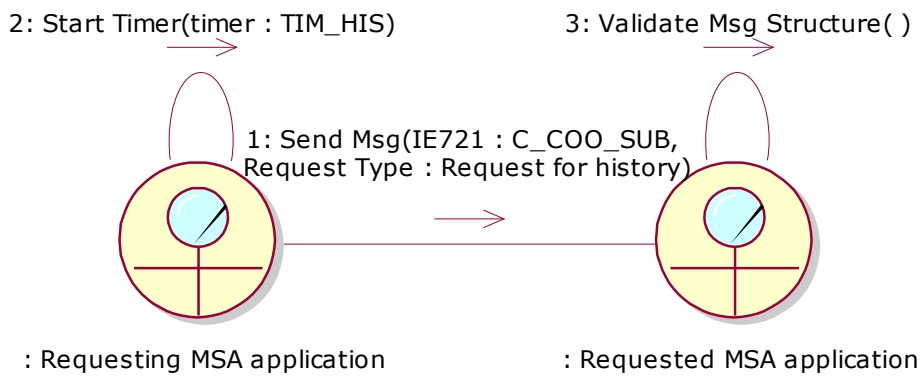 2: Start Timer(timer : TIM_HIS)
3: Validate Msg Structure( )
1: Send Msg(IE721 : C_COO_SUB,
Request Type : Request for history)
: Requesting MSA application
: Requested MSA application